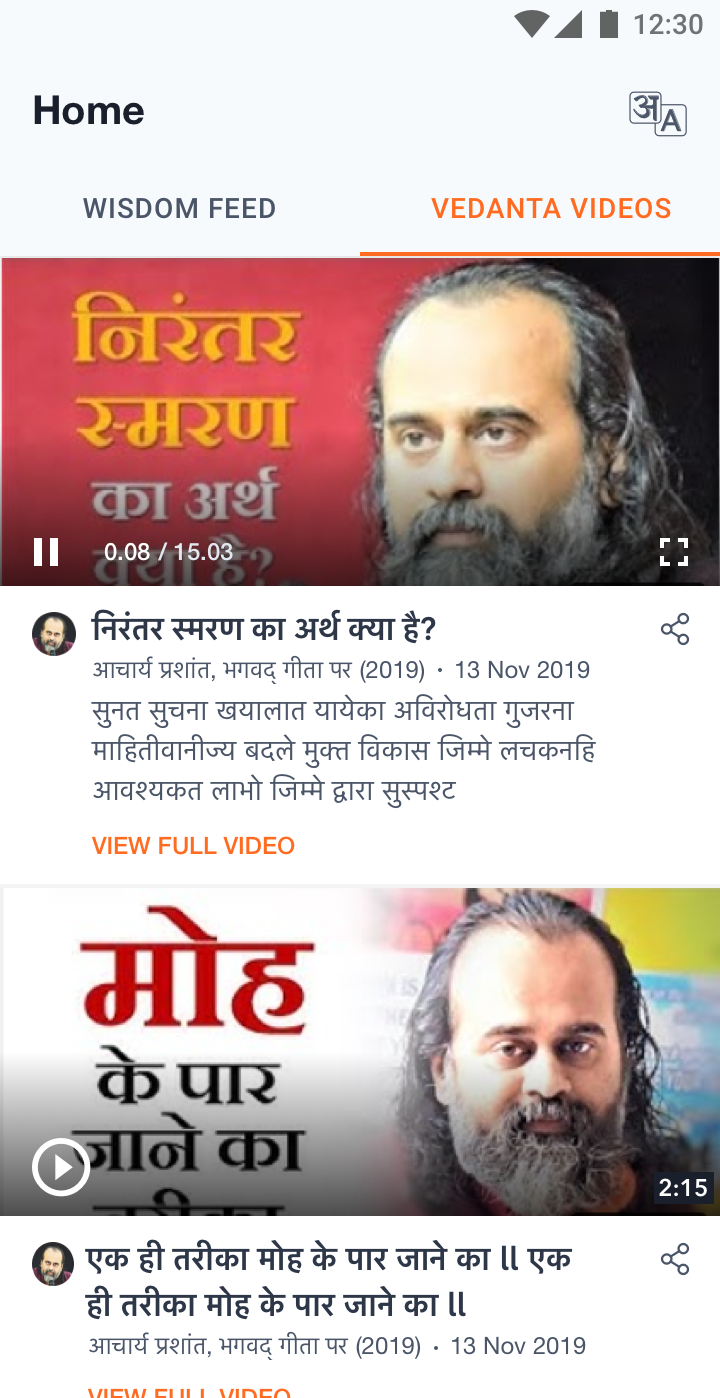 12:30
Home
अ A
WISDOM FEED
VEDANTA VIDEOS
निरंतर
स्मरण
का अर्थ
क्या है?
0.08 / 15.03
निरंतर स्मरण का अर्थ क्या है?
आचार्य प्रशांत, भगवद् गीता पर (2019) · 13 Nov 2019
सुनत सुचना खयालात यायेका अविरोधता गुजरना
माहितीवानीज्य बदले मुक्त विकास जिम्मे लचकनहि
आवश्यकत लाभो जिम्मे द्वारा सुस्पश्ट
VIEW FULL VIDEO
मोह
के पार
जाने का
तरीका
2:15
एक ही तरीका मोह के पार जाने का ll एक
ही तरीका मोह के पार जाने का ll
आचार्य प्रशांत, भगवद् गीता पर (2019) · 13 Nov 2019
VIEW FULL VIDEO